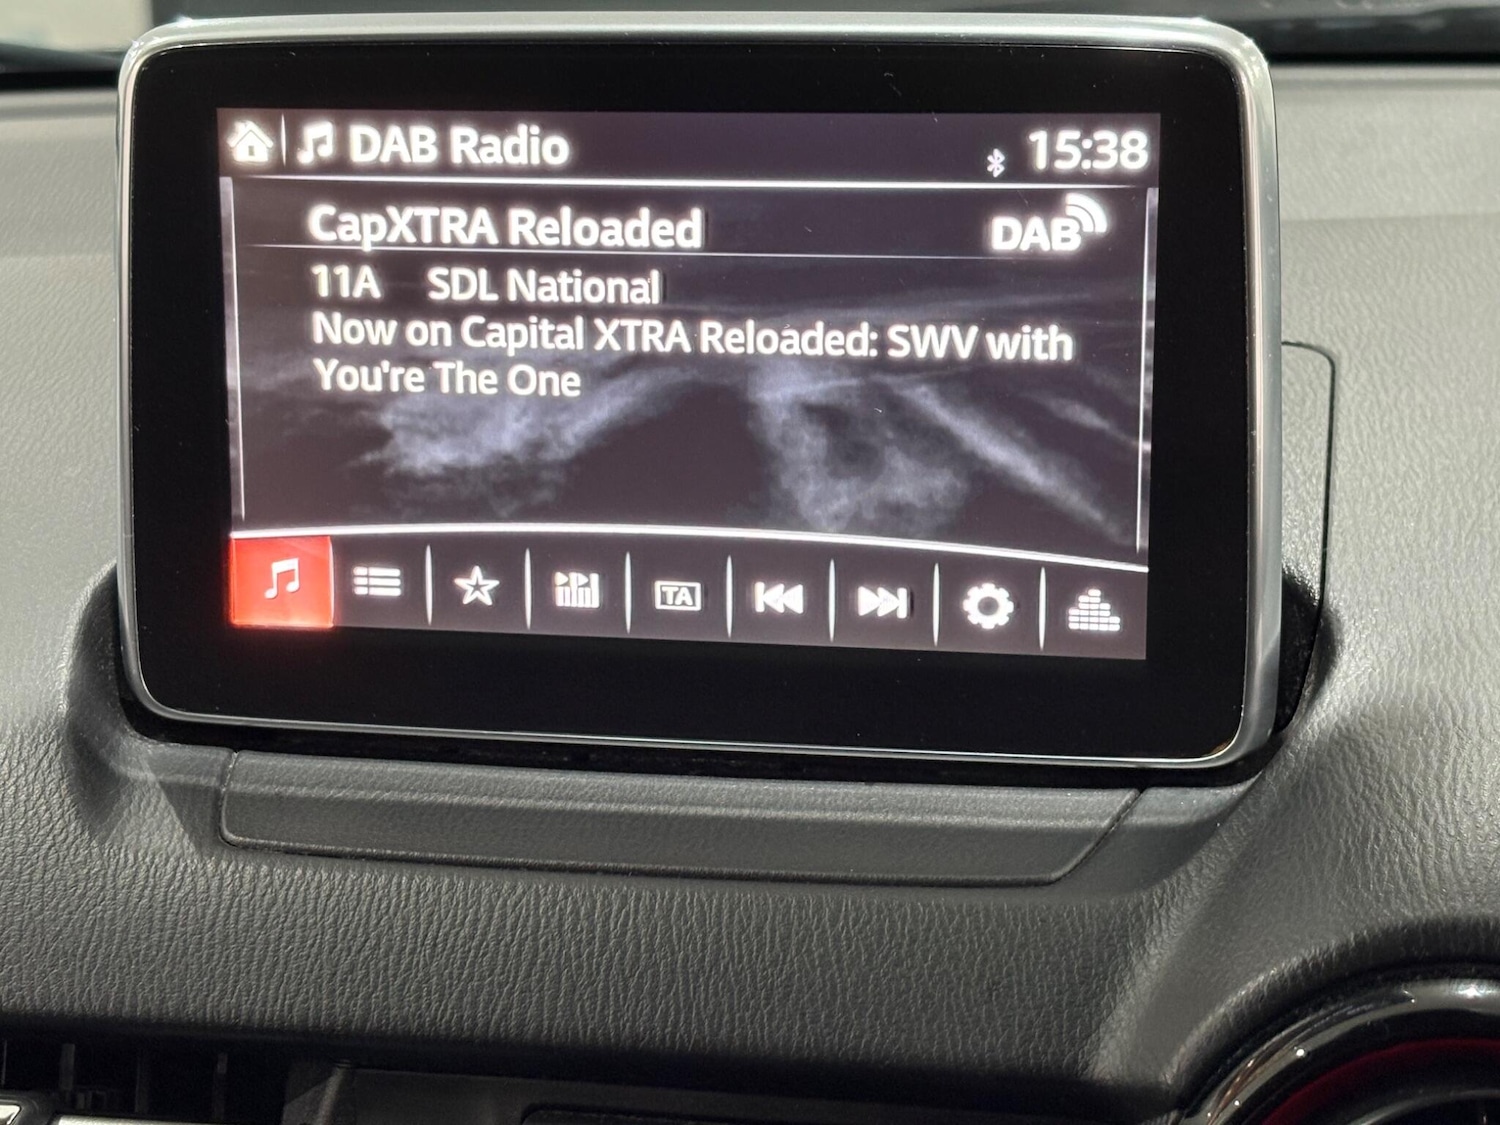 DAB Radio 15:38
CapXTRA Reloaded DAB
11A SDL National
Now on Capital XTRA Reloaded: SWV with
You're The One
TA